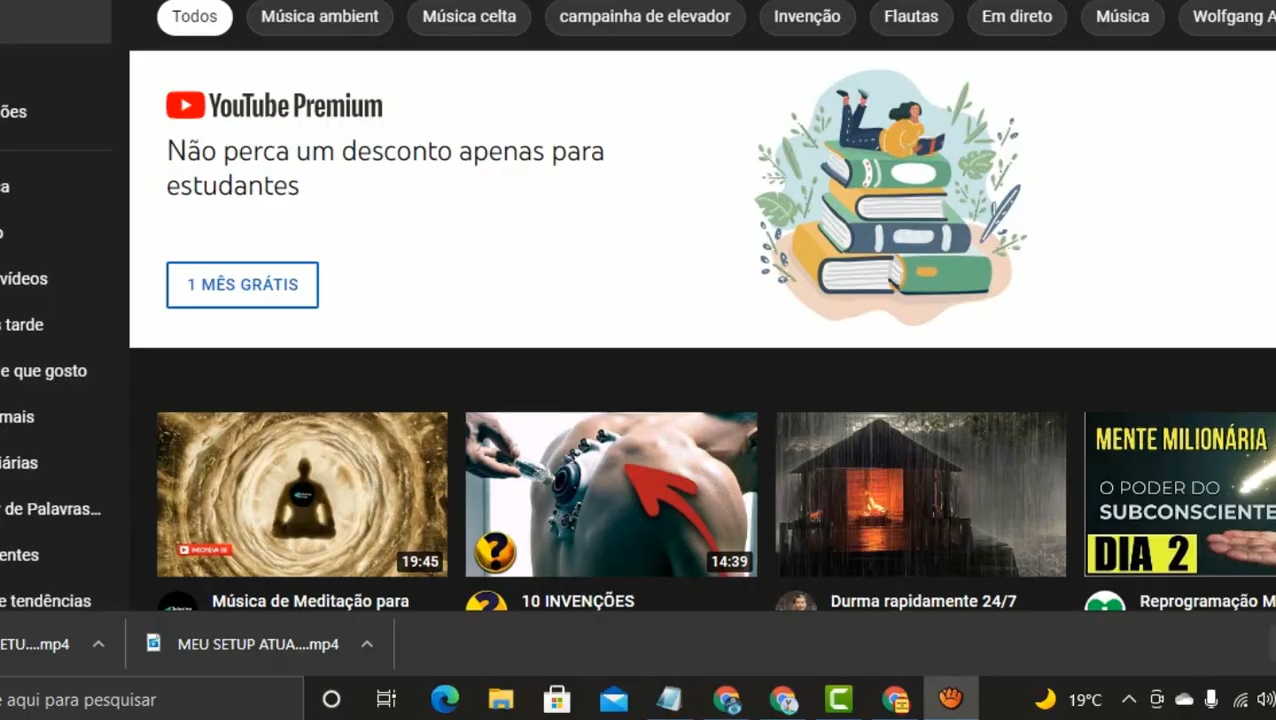 Todos
Música ambient
Música celta
campainha de elevador
Invenção
Flautas
Em direto
Música
Wolfgang A
YouTube Premium
Não perca um desconto apenas para
estudantes
1 MÊS GRÁTIS
ões
a
o
vídeos
s tarde
e que gosto
mais
iárias
r de Palavras...
entes
e tendências
INSCREVA-SE
19:45
?
14:39
MENTE MILIONÁRIA
O PODER DO
SUBCONSCIENTE
DIA 2
Música de Meditação para
10 INVENÇÕES
Durma rapidamente 24/7
Reprogramação M
ETU....mp4
MEU SETUP ATUA....mp4
e aqui para pesquisar
19°C